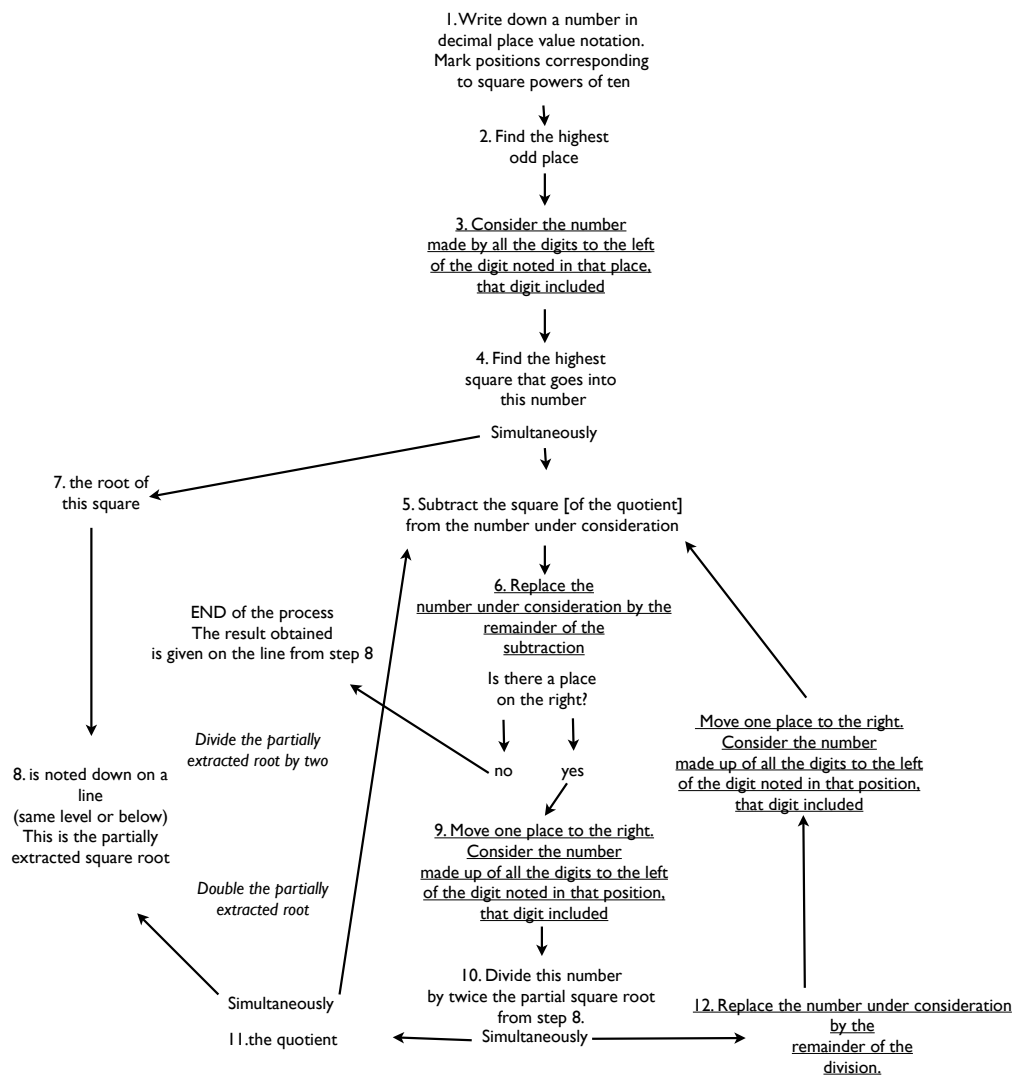 1. Write down a number in
decimal place value notation.
Mark positions corresponding
to square powers of ten
2. Find the highest
odd place
3. Consider the number
made by all the digits to the left
of the digit noted in that place,
that digit included
4. Find the highest
square that goes into
this number
Simultaneously
7. the root of
this square
5. Subtract the square [of the quotient]
from the number under consideration
6. Replace the
number under consideration by the
remainder of the
subtraction
END of the process
The result obtained
is given on the line from step 8
Is there a place
on the right?
no
yes
Divide the partially
extracted root by two
8. is noted down on a
line
(same level or below)
This is the partially
extracted square root
Move one place to the right.
Consider the number
made up of all the digits to the left
of the digit noted in that position,
that digit included
9. Move one place to the right.
Consider the number
made up of all the digits to the left
of the digit noted in that position,
that digit included
Double the partially
extracted root
10. Divide this number
by twice the partial square root
from step 8.
Simultaneously
Simultaneously
11.the quotient
12. Replace the number under consideration
by the
remainder of the
division.